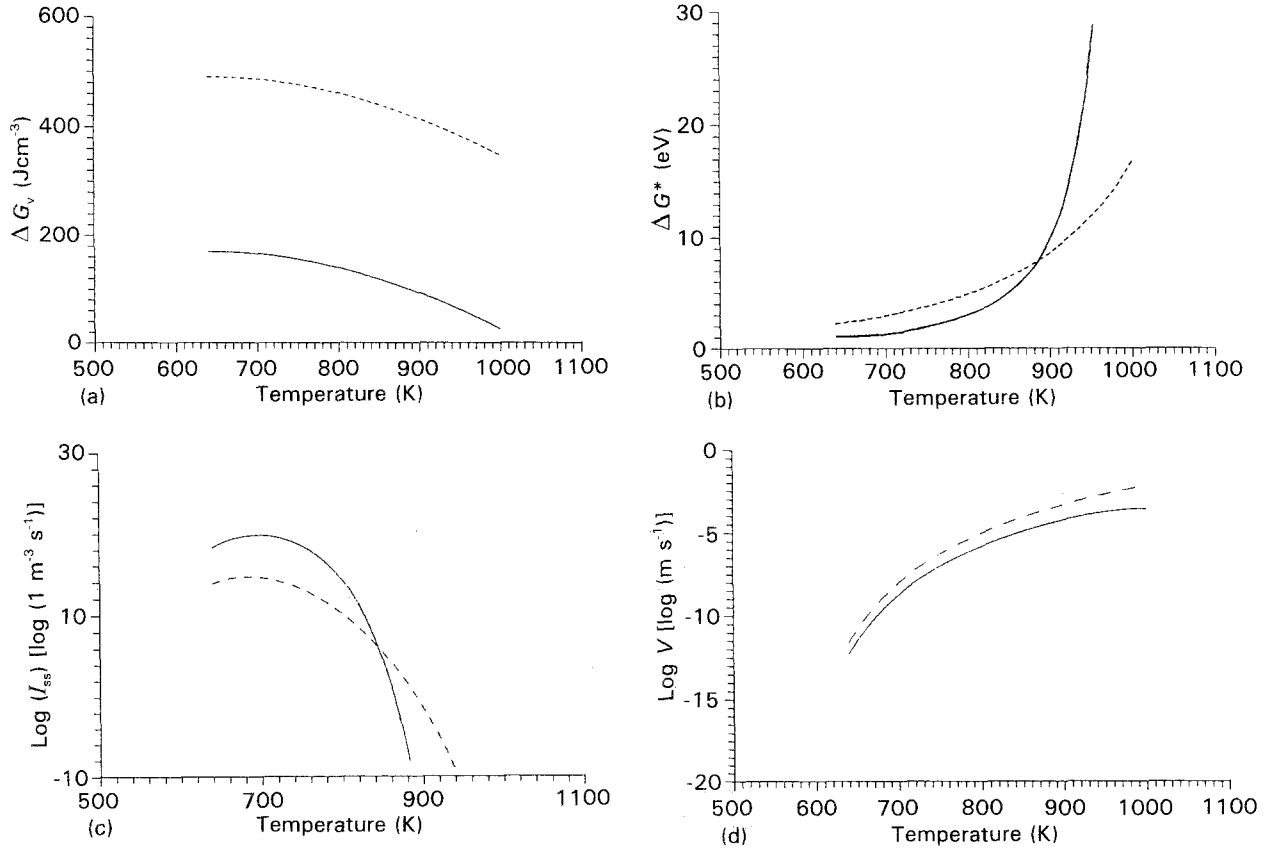 600
400
200
0
ΔGᵥ (Jcm⁻³)
500 600 700 800 900 1000 1100
(a) Temperature (K)
30
20
10
0
ΔG* (eV)
500 600 700 800 900 1000 1100
(b) Temperature (K)
30
10
-10
Log (Iₛₛ) [log (1 m⁻³ s⁻¹)]
500 700 900 1100
(c) Temperature (K)
0
-5
-10
-15
-20
Log V [log (m s⁻¹)]
500 600 700 800 900 1000 1100
(d) Temperature (K)